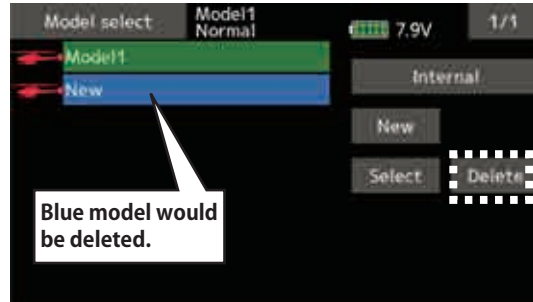 Model select
Model1
Normal
7.9V
1/1
Model1
New
Internal
New
Select
Delete
Blue model would
be deleted.